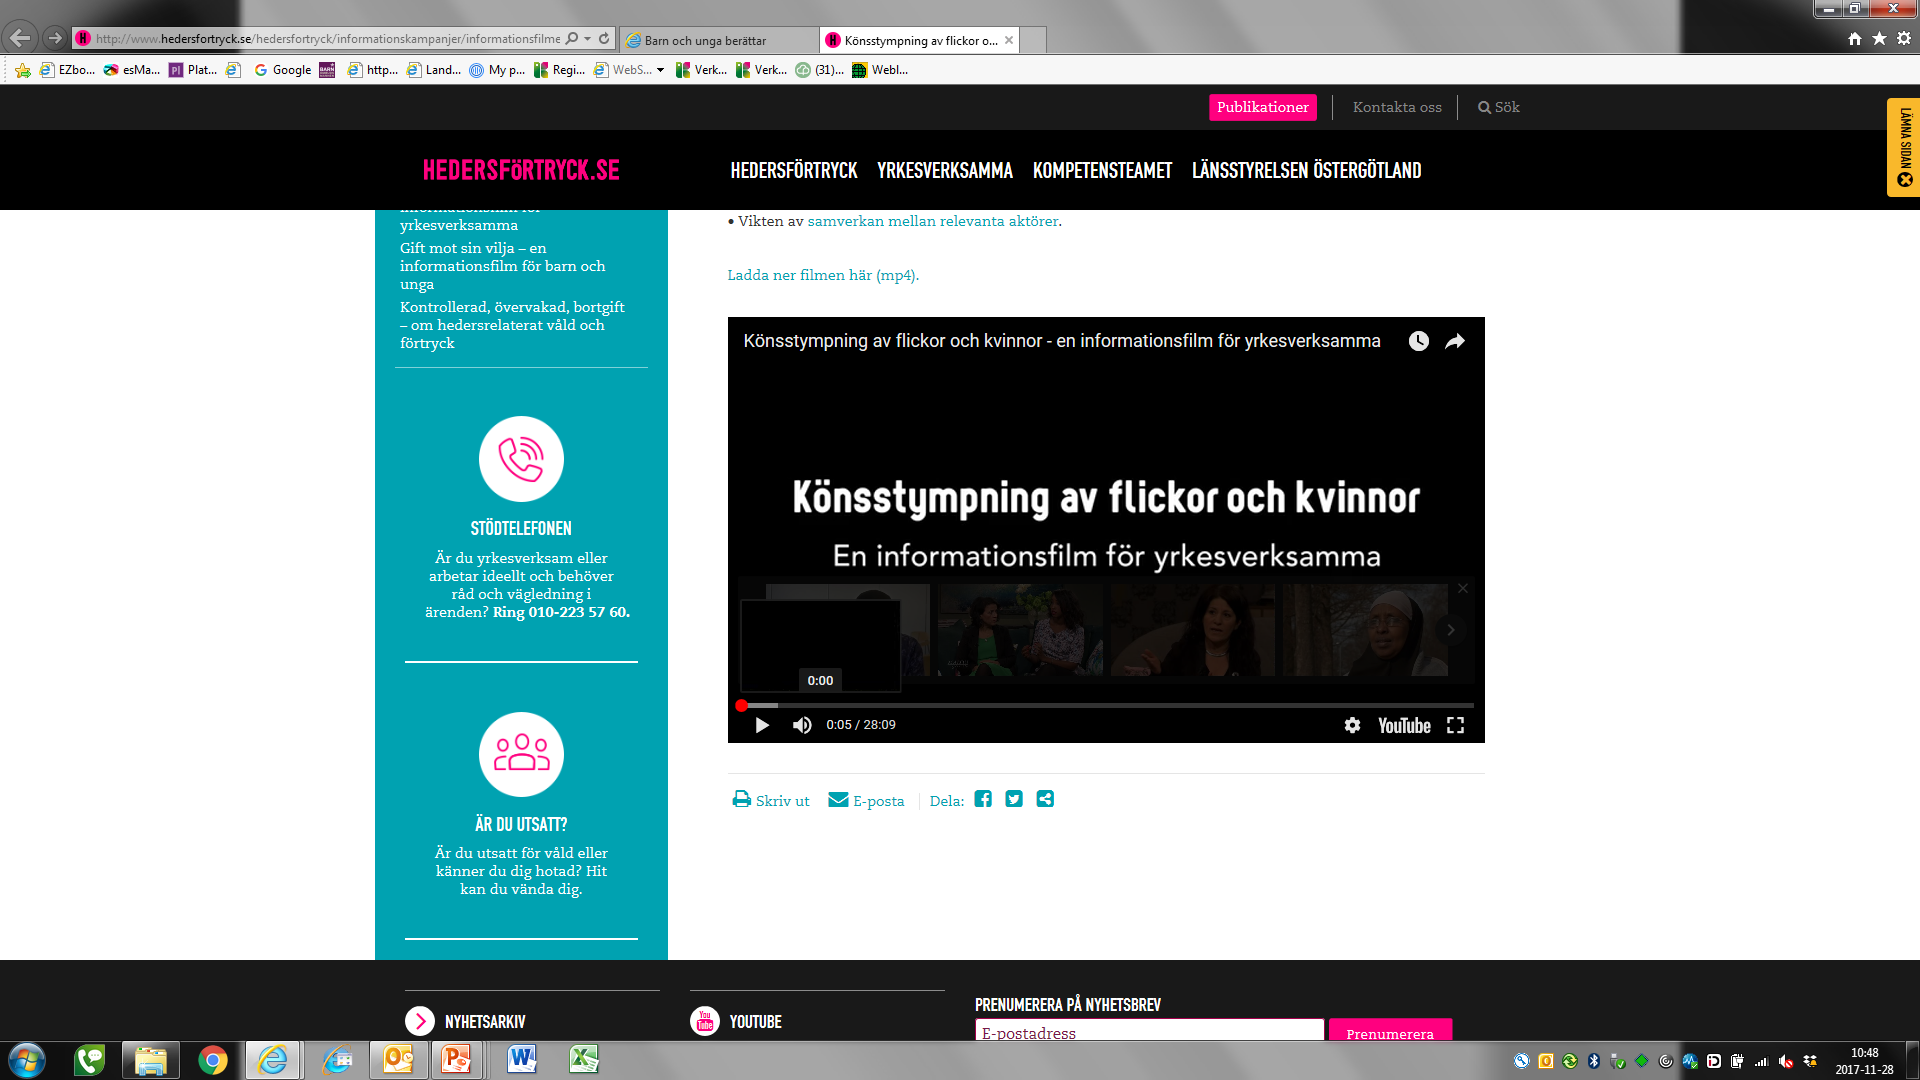 http://www.hedersfortryck.se/hedersfortryck/informationskampanjer/informationsfilme
Barn och unga berättar
Könsstympning av flickor o...
EZbo...
esMa...
Plat...
Google
http...
Land...
My p...
Regi...
WebS...
Verk...
Verk...
(31)...
Webl...
Publikationer
Kontakta oss
Sök
LÄMNA SIDAN
HEDERSFÖRTRYCK.SE
HEDERSFÖRTRYCK
YRKESVERKSAMMA
KOMPETENSTEAMET
LÄNSSTYRELSEN ÖSTERGÖTLAND
informationsfilm för
yrkesverksamma
Gift mot sin vilja – en
informationsfilm för barn och
unga
Kontrollerad, övervakad, bortgift
– om hedersrelaterat våld och
förtryck
STÖDTELEFONEN
Är du yrkesverksam eller
arbetar ideellt och behöver
råd och vägledning i
ärenden? Ring 010-223 57 60.
ÄR DU UTSATT?
Är du utsatt för våld eller
känner du dig hotad? Hit
kan du vända dig.
• Vikten av samverkan mellan relevanta aktörer.
Ladda ner filmen här (mp4).
Könsstympning av flickor och kvinnor - en informationsfilm för yrkesverksamma
Könsstympning av flickor och kvinnor
En informationsfilm för yrkesverksamma
0:00
0:05 / 28:09
YouTube
Skriv ut
E-posta
Dela:
NYHETSARKIV
You Tube
YOUTUBE
PRENUMERERA PÅ NYHETSBREV
E-postadress
Prenumerera
10:48
2017-11-28